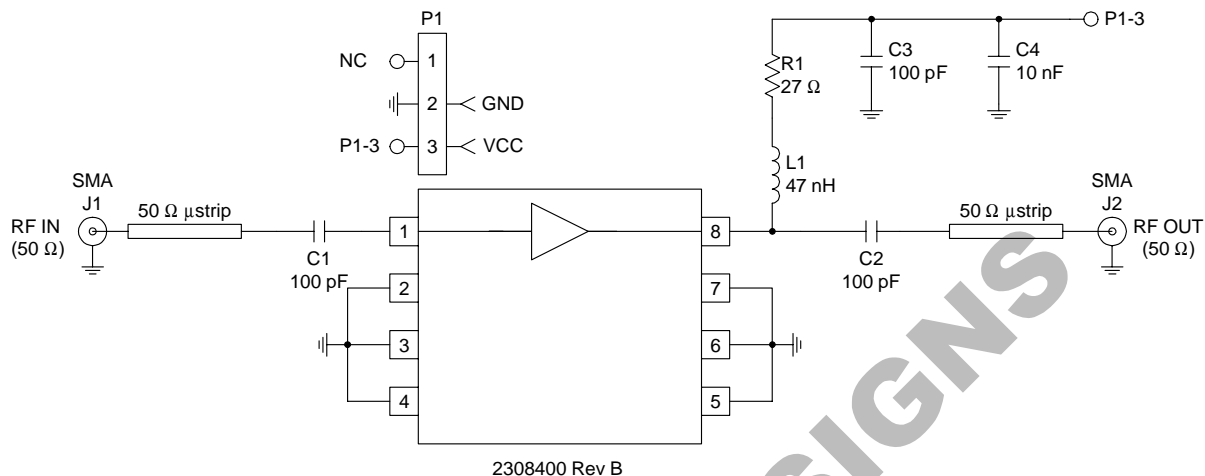 P1
P1-3
NC
1
R1
27 Ω
C3
100 pF
C4
10 nF
2
GND
P1-3
3
VCC
L1
47 nH
SMA
J1
SMA
J2
50 Ω µstrip
50 Ω µstrip
RF IN
(50 Ω)
1
8
RF OUT
(50 Ω)
C1
100 pF
C2
100 pF
2
7
3
6
4
5
2308400 Rev B
SIGNS